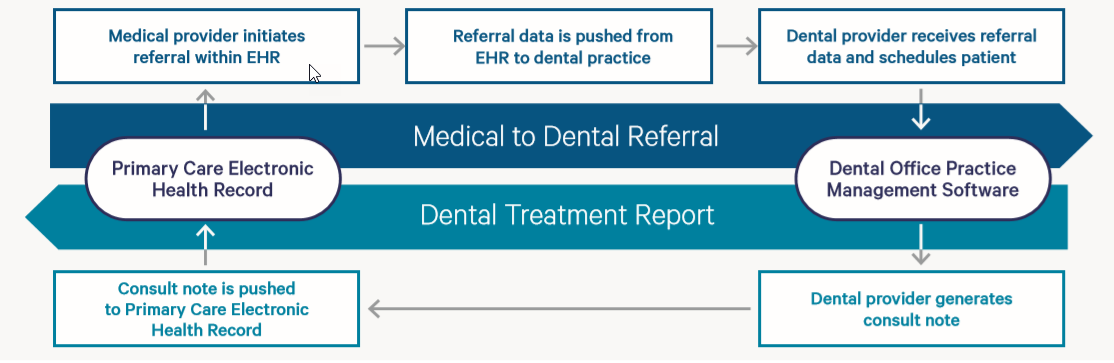 Medical provider initiates
referral within EHR
Referral data is pushed from
EHR to dental practice
Dental provider receives referral
data and schedules patient
Medical to Dental Referral
Primary Care Electronic
Health Record
Dental Office Practice
Management Software
Dental Treatment Report
Consult note is pushed
to Primary Care Electronic
Health Record
Dental provider generates
consult note